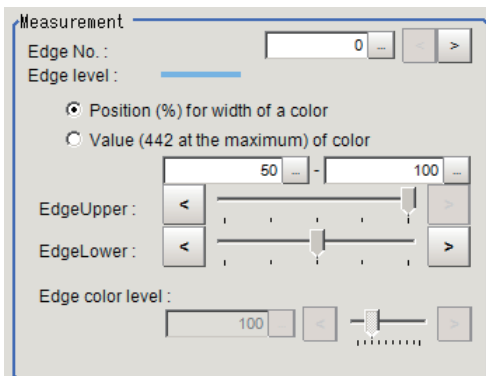 Measurement
Edge No. : 0 ... < >
Edge level :
Position (%) for width of a color
Value (442 at the maximum) of color
50 ... - 100 ...
EdgeUpper : < >
EdgeLower : < >
Edge color level :
100 ... < >